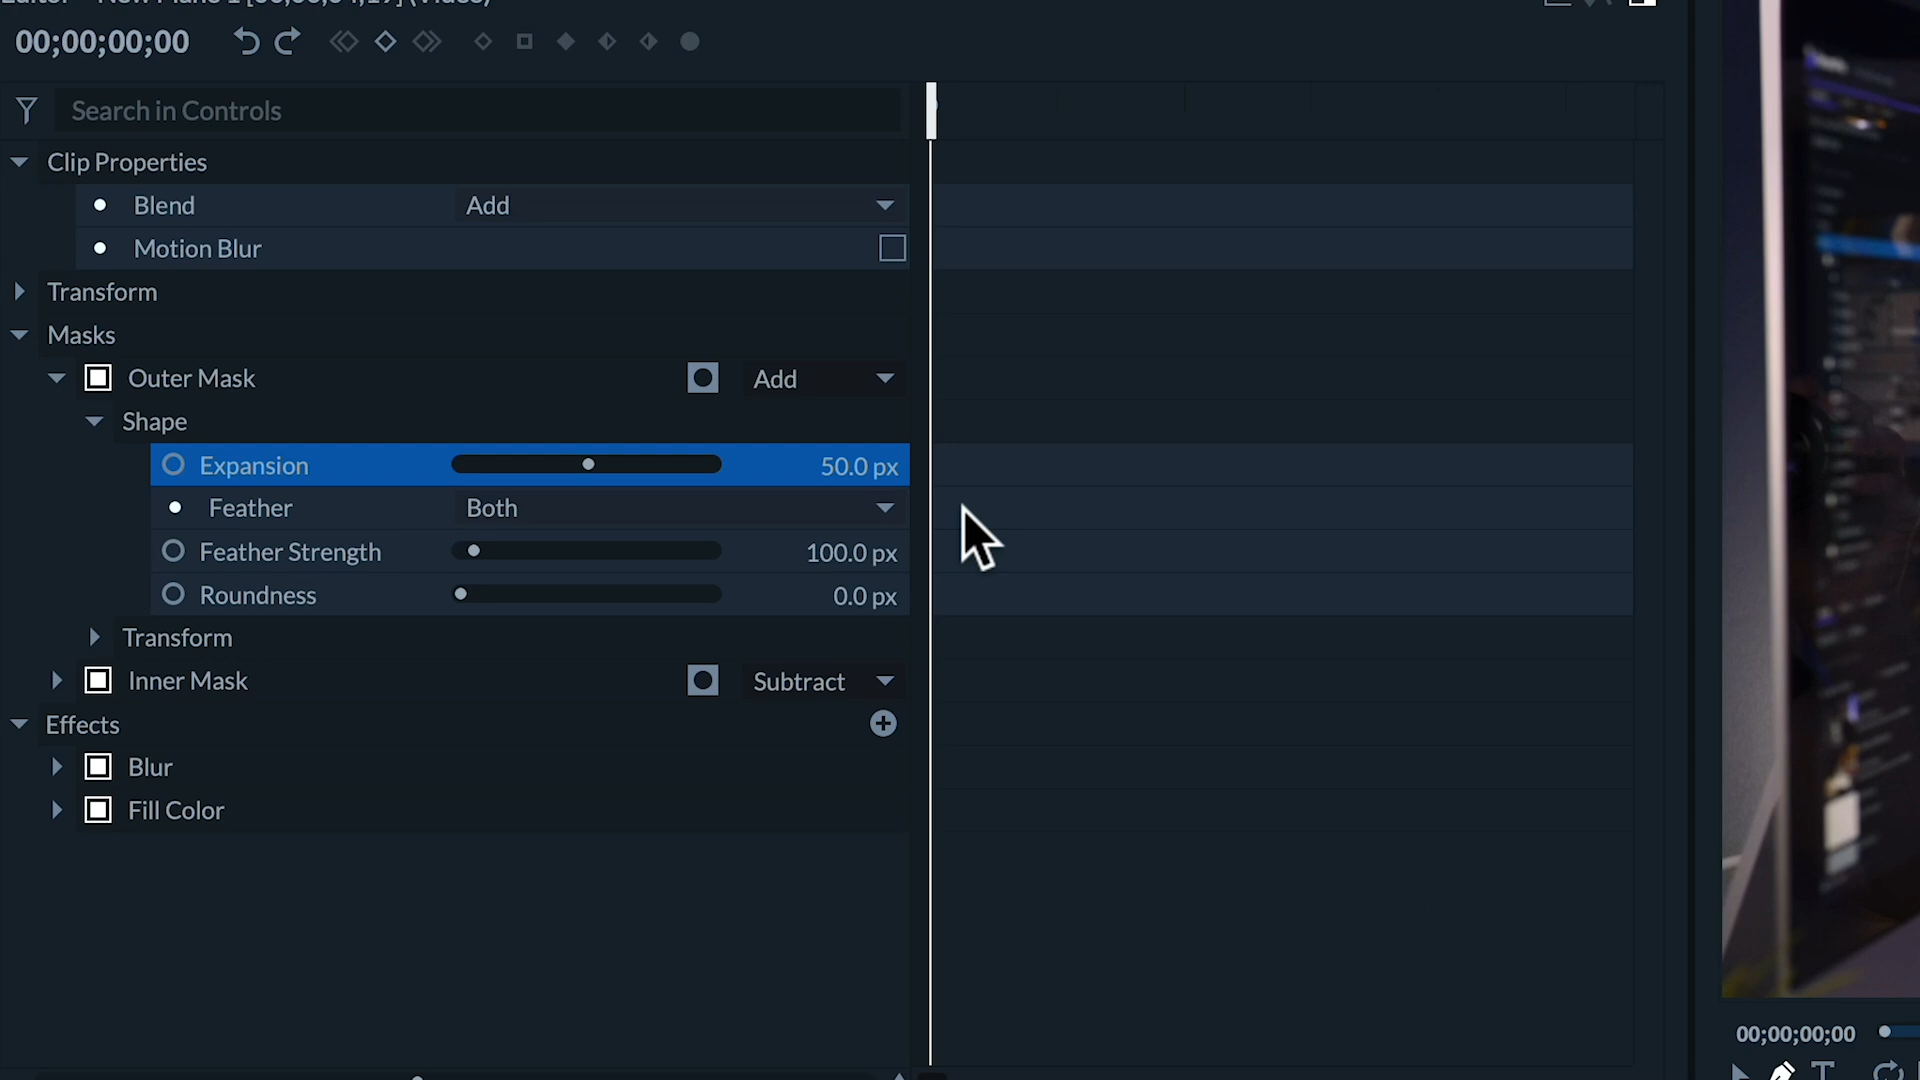 00;00;00;00
Search in Controls
Clip Properties
Blend Add
Motion Blur
Transform
Masks
Outer Mask Add
Shape
Expansion 50.0 px
Feather Both
Feather Strength 100.0 px
Roundness 0.0 px
Transform
Inner Mask Subtract
Effects
Blur
Fill Color
00;00;00;00